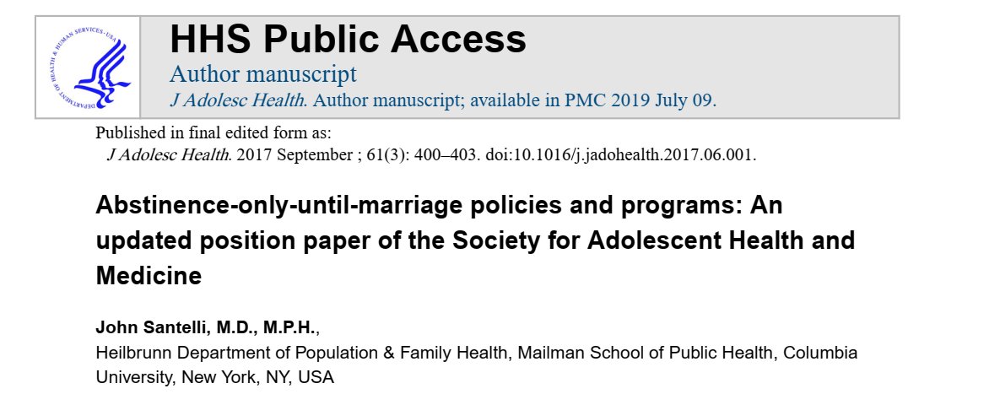 DEPARTMENT OF HEALTH & HUMAN SERVICES·USA
HHS Public Access
Author manuscript
J Adolesc Health. Author manuscript; available in PMC 2019 July 09.
Published in final edited form as:
J Adolesc Health. 2017 September ; 61(3): 400–403. doi:10.1016/j.jadohealth.2017.06.001.
Abstinence-only-until-marriage policies and programs: An
updated position paper of the Society for Adolescent Health and
Medicine
John Santelli, M.D., M.P.H.,
Heilbrunn Department of Population & Family Health, Mailman School of Public Health, Columbia
University, New York, NY, USA